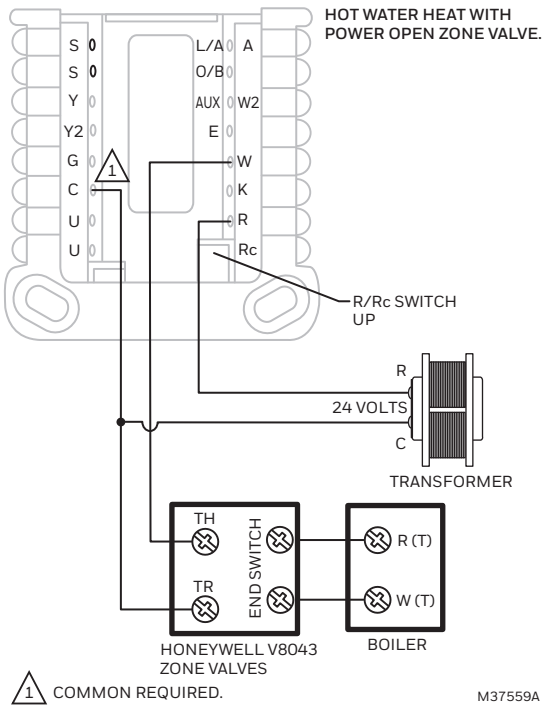 HOT WATER HEAT WITH
POWER OPEN ZONE VALVE.
S L/A A
S O/B
Y AUX W2
Y2 E
G 1 W
C K
U R
U Rc
R/Rc SWITCH
UP
R
24 VOLTS
C
TRANSFORMER
TH
TR
END SWITCH
R (T)
W (T)
HONEYWELL V8043
ZONE VALVES
BOILER
1 COMMON REQUIRED.
M37559A